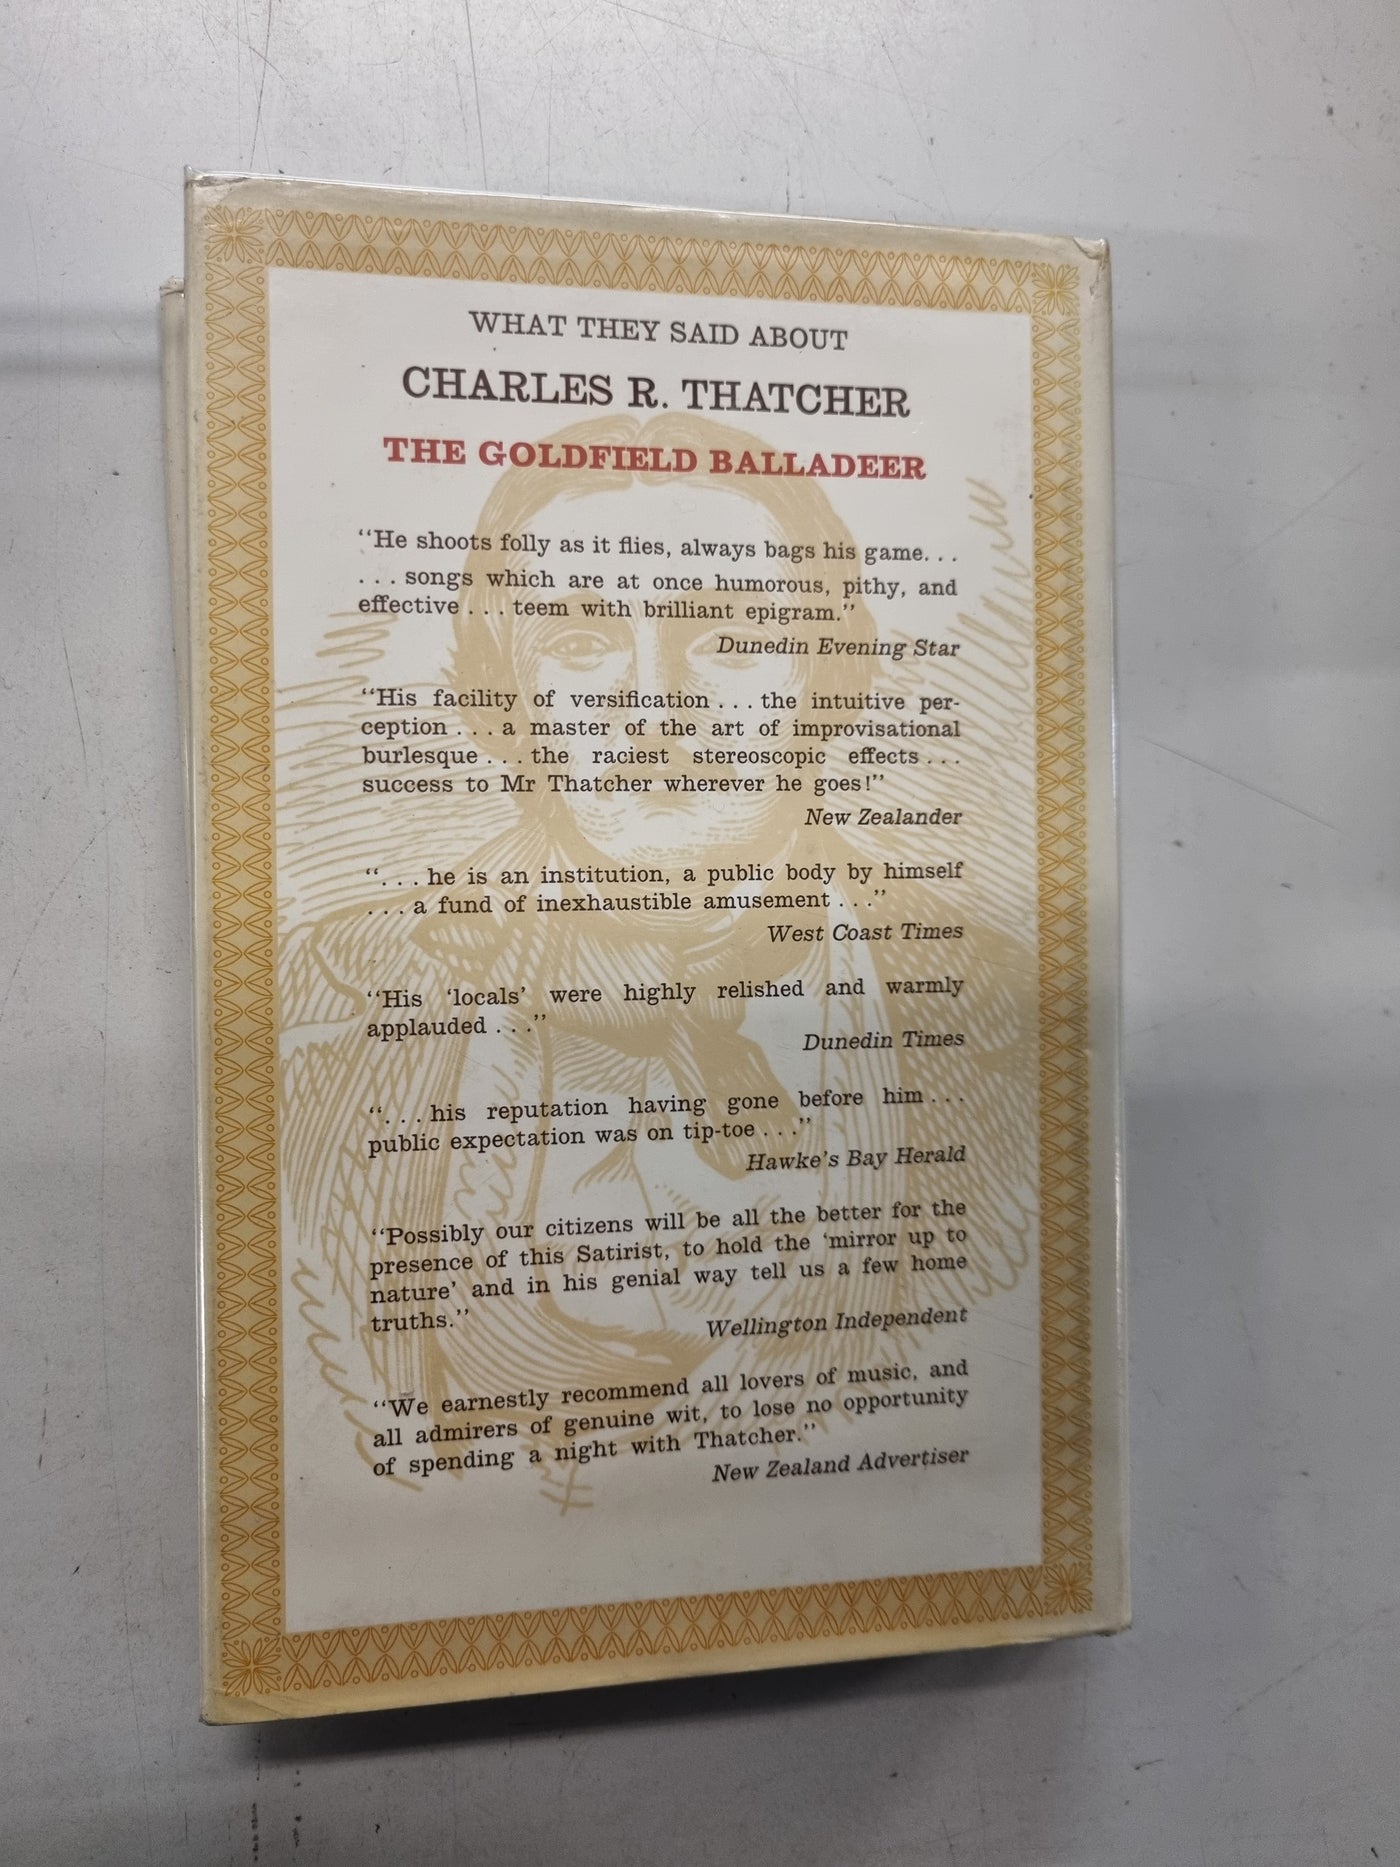 WHAT THEY SAID ABOUT
CHARLES R. THATCHER
THE GOLDFIELD BALLADEER
“He shoots folly as it flies, always bags his game. . .
. . . songs which are at once humorous, pithy, and
effective . . . teem with brilliant epigram.”
Dunedin Evening Star
“His facility of versification . . . the intuitive per-
ception . . . a master of the art of improvisational
burlesque . . . the raciest stereoscopic effects . . .
success to Mr Thatcher wherever he goes!”
New Zealander
“. . . he is an institution, a public body by himself
. . . a fund of inexhaustible amusement . . .”
West Coast Times
“His ‘locals’ were highly relished and warmly
applauded . . .”
Dunedin Times
“. . . his reputation having gone before him . . .
public expectation was on tip-toe . . .”
Hawke’s Bay Herald
“Possibly our citizens will be all the better for the
presence of this Satirist, to hold the ‘mirror up to
nature’ and in his genial way tell us a few home
truths.”
Wellington Independent
“We earnestly recommend all lovers of music, and
all admirers of genuine wit, to lose no opportunity
of spending a night with Thatcher.”
New Zealand Advertiser